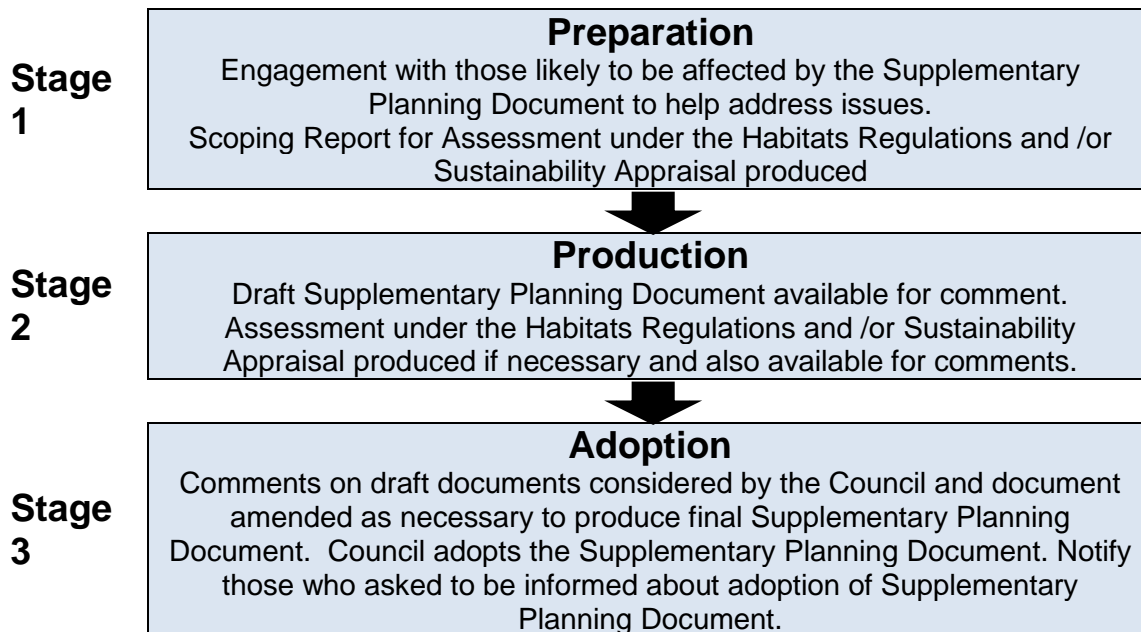 Stage
1
Preparation
Engagement with those likely to be affected by the Supplementary
Planning Document to help address issues.
Scoping Report for Assessment under the Habitats Regulations and /or
Sustainability Appraisal produced
Stage
2
Production
Draft Supplementary Planning Document available for comment.
Assessment under the Habitats Regulations and /or Sustainability
Appraisal produced if necessary and also available for comments.
Stage
3
Adoption
Comments on draft documents considered by the Council and document
amended as necessary to produce final Supplementary Planning
Document.  Council adopts the Supplementary Planning Document. Notify
those who asked to be informed about adoption of Supplementary
Planning Document.